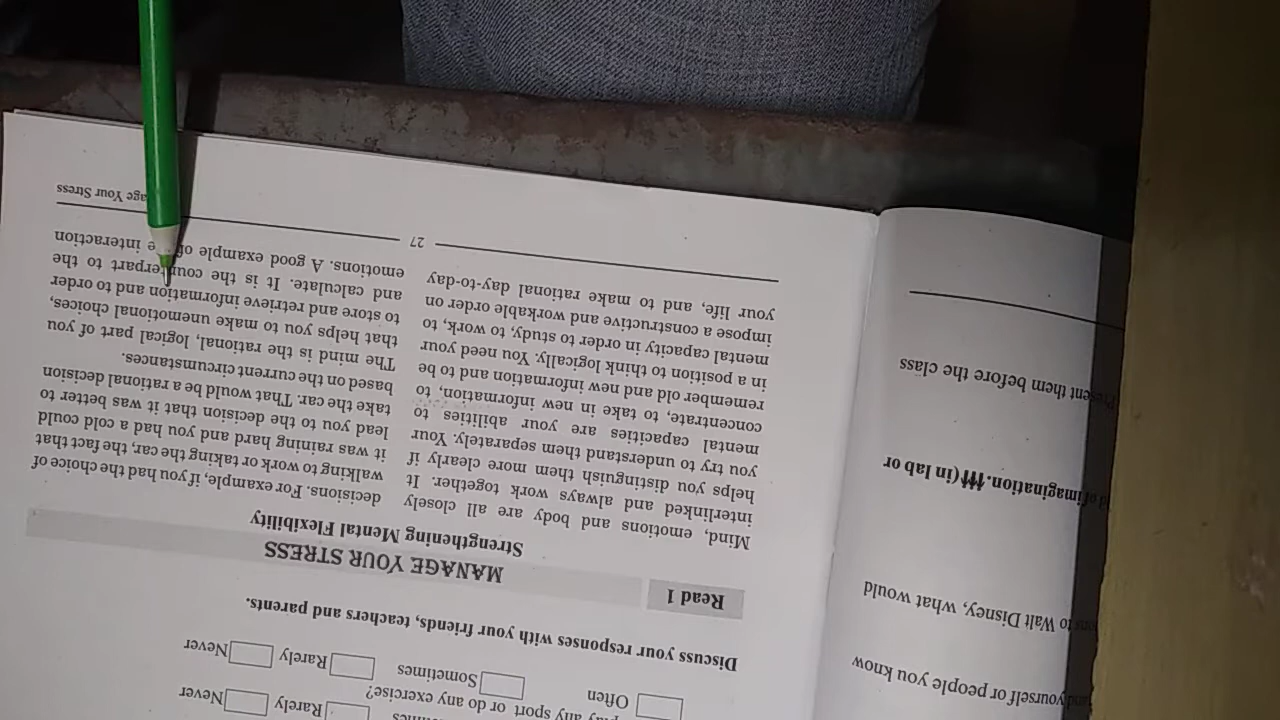 play any sport or do any exercise?
Rarely Never
Often Sometimes Rarely Never
Discuss your responses with your friends, teachers and parents.
Read 1
MANAGE YOUR STRESS
Strengthening Mental Flexibility
Mind, emotions and body are all closely
interlinked and always work together. It
helps you distinguish them more clearly if
you try to understand them separately. Your
mental capacities are your abilities to
concentrate, to take in new information, to
remember old and new information and to be
in a position to think logically. You need your
mental capacity in order to study, to work, to
impose a constructive and workable order on
your life, and to make rational day-to-day
decisions. For example, if you had the choice of
walking to work or taking the car, the fact that
it was raining hard and you had a cold could
lead you to the decision that it was better to
take the car. That would be a rational decision
based on the current circumstances.
The mind is the rational, logical part of you
that helps you to make unemotional choices,
to store and retrieve information and to order
and calculate. It is the counterpart to the
emotions. A good example of interaction
27
Your Stress
yourself or people you know
to Walt Disney, what would
of imagination. (in lab or
Present them before the class